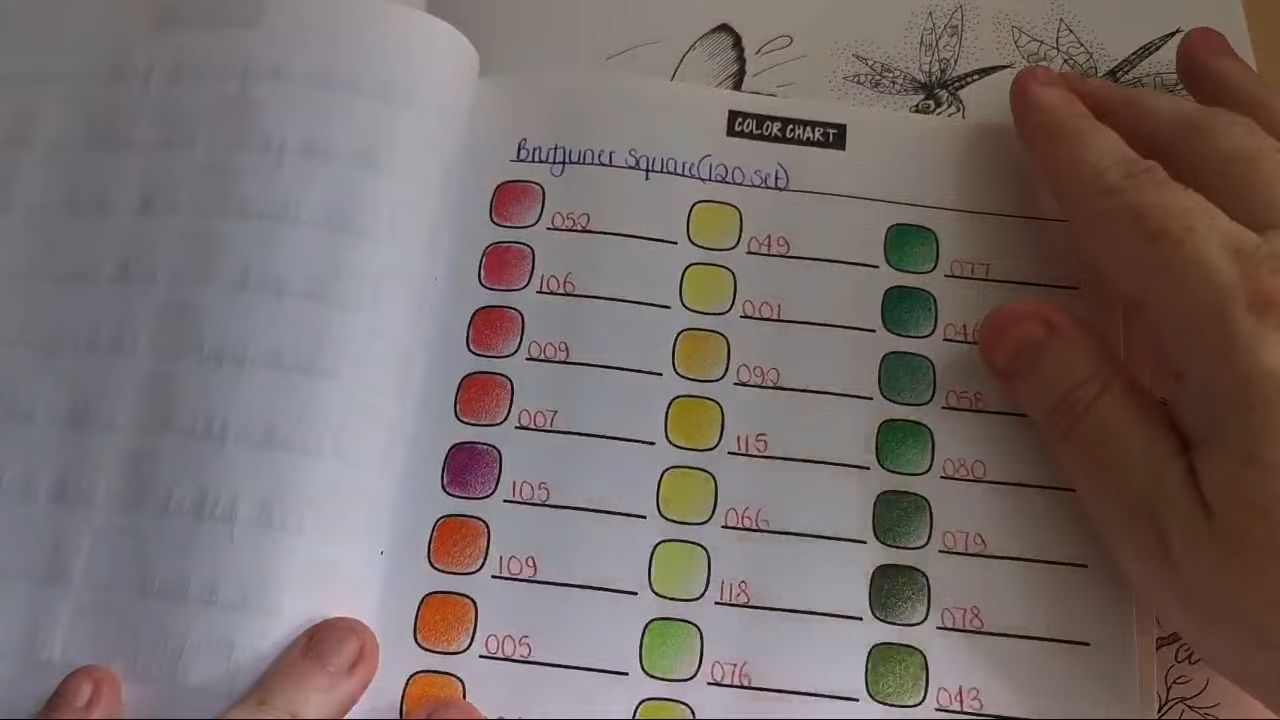 COLOR CHART
Brutfuner Square (120 set)
052 049 077
106 001 046
009 092 058
007 115 080
105 066 079
109 118 078
005 076 043